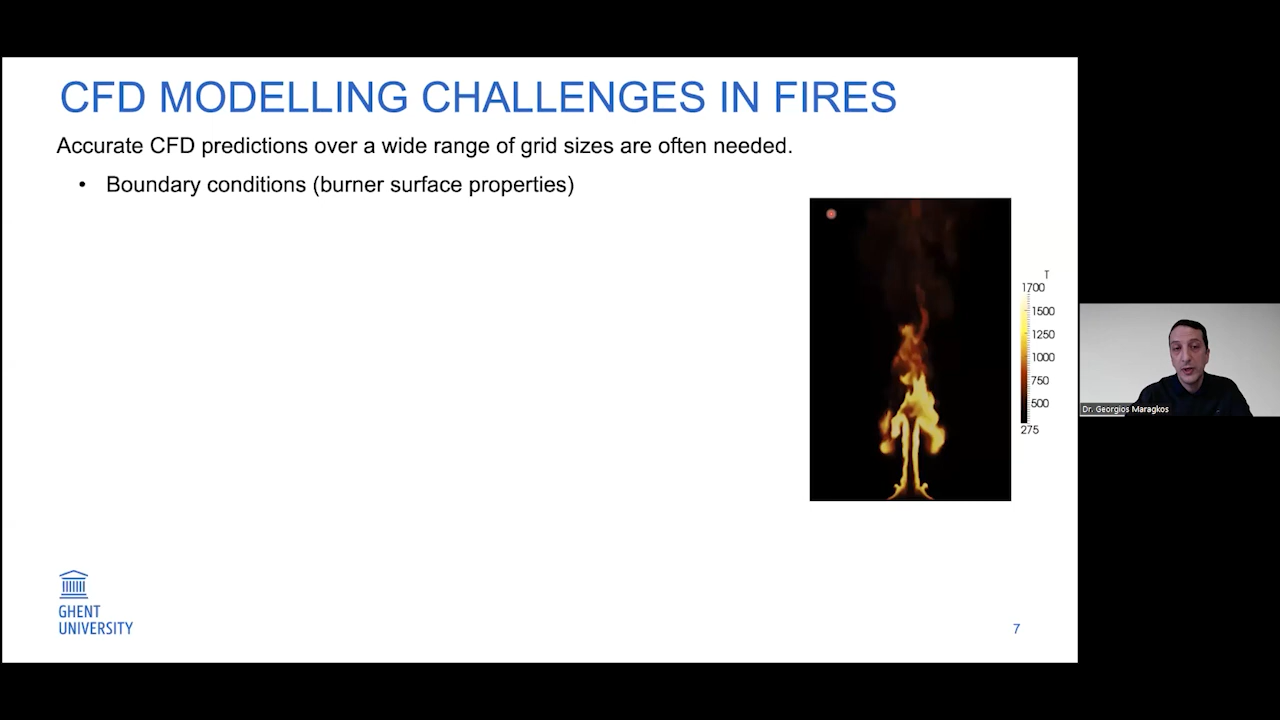 CFD MODELLING CHALLENGES IN FIRES
Accurate CFD predictions over a wide range of grid sizes are often needed.
• Boundary conditions (burner surface properties)
T
1700
1500
1250
1000
750
500
275
Dr. Georgios Maragkos
GHENT
UNIVERSITY
7